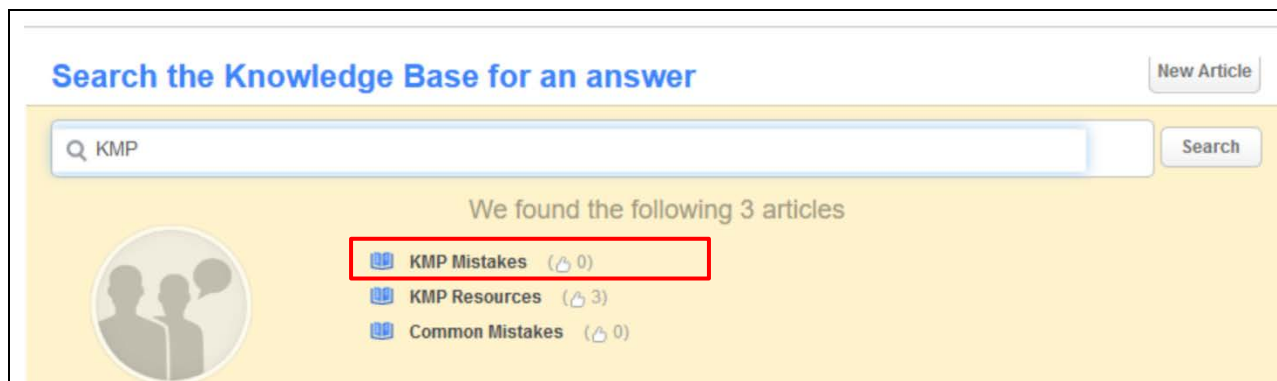 Search the Knowledge Base for an answer
New Article
KMP
Search
We found the following 3 articles
KMP Mistakes (0)
KMP Resources (3)
Common Mistakes (0)